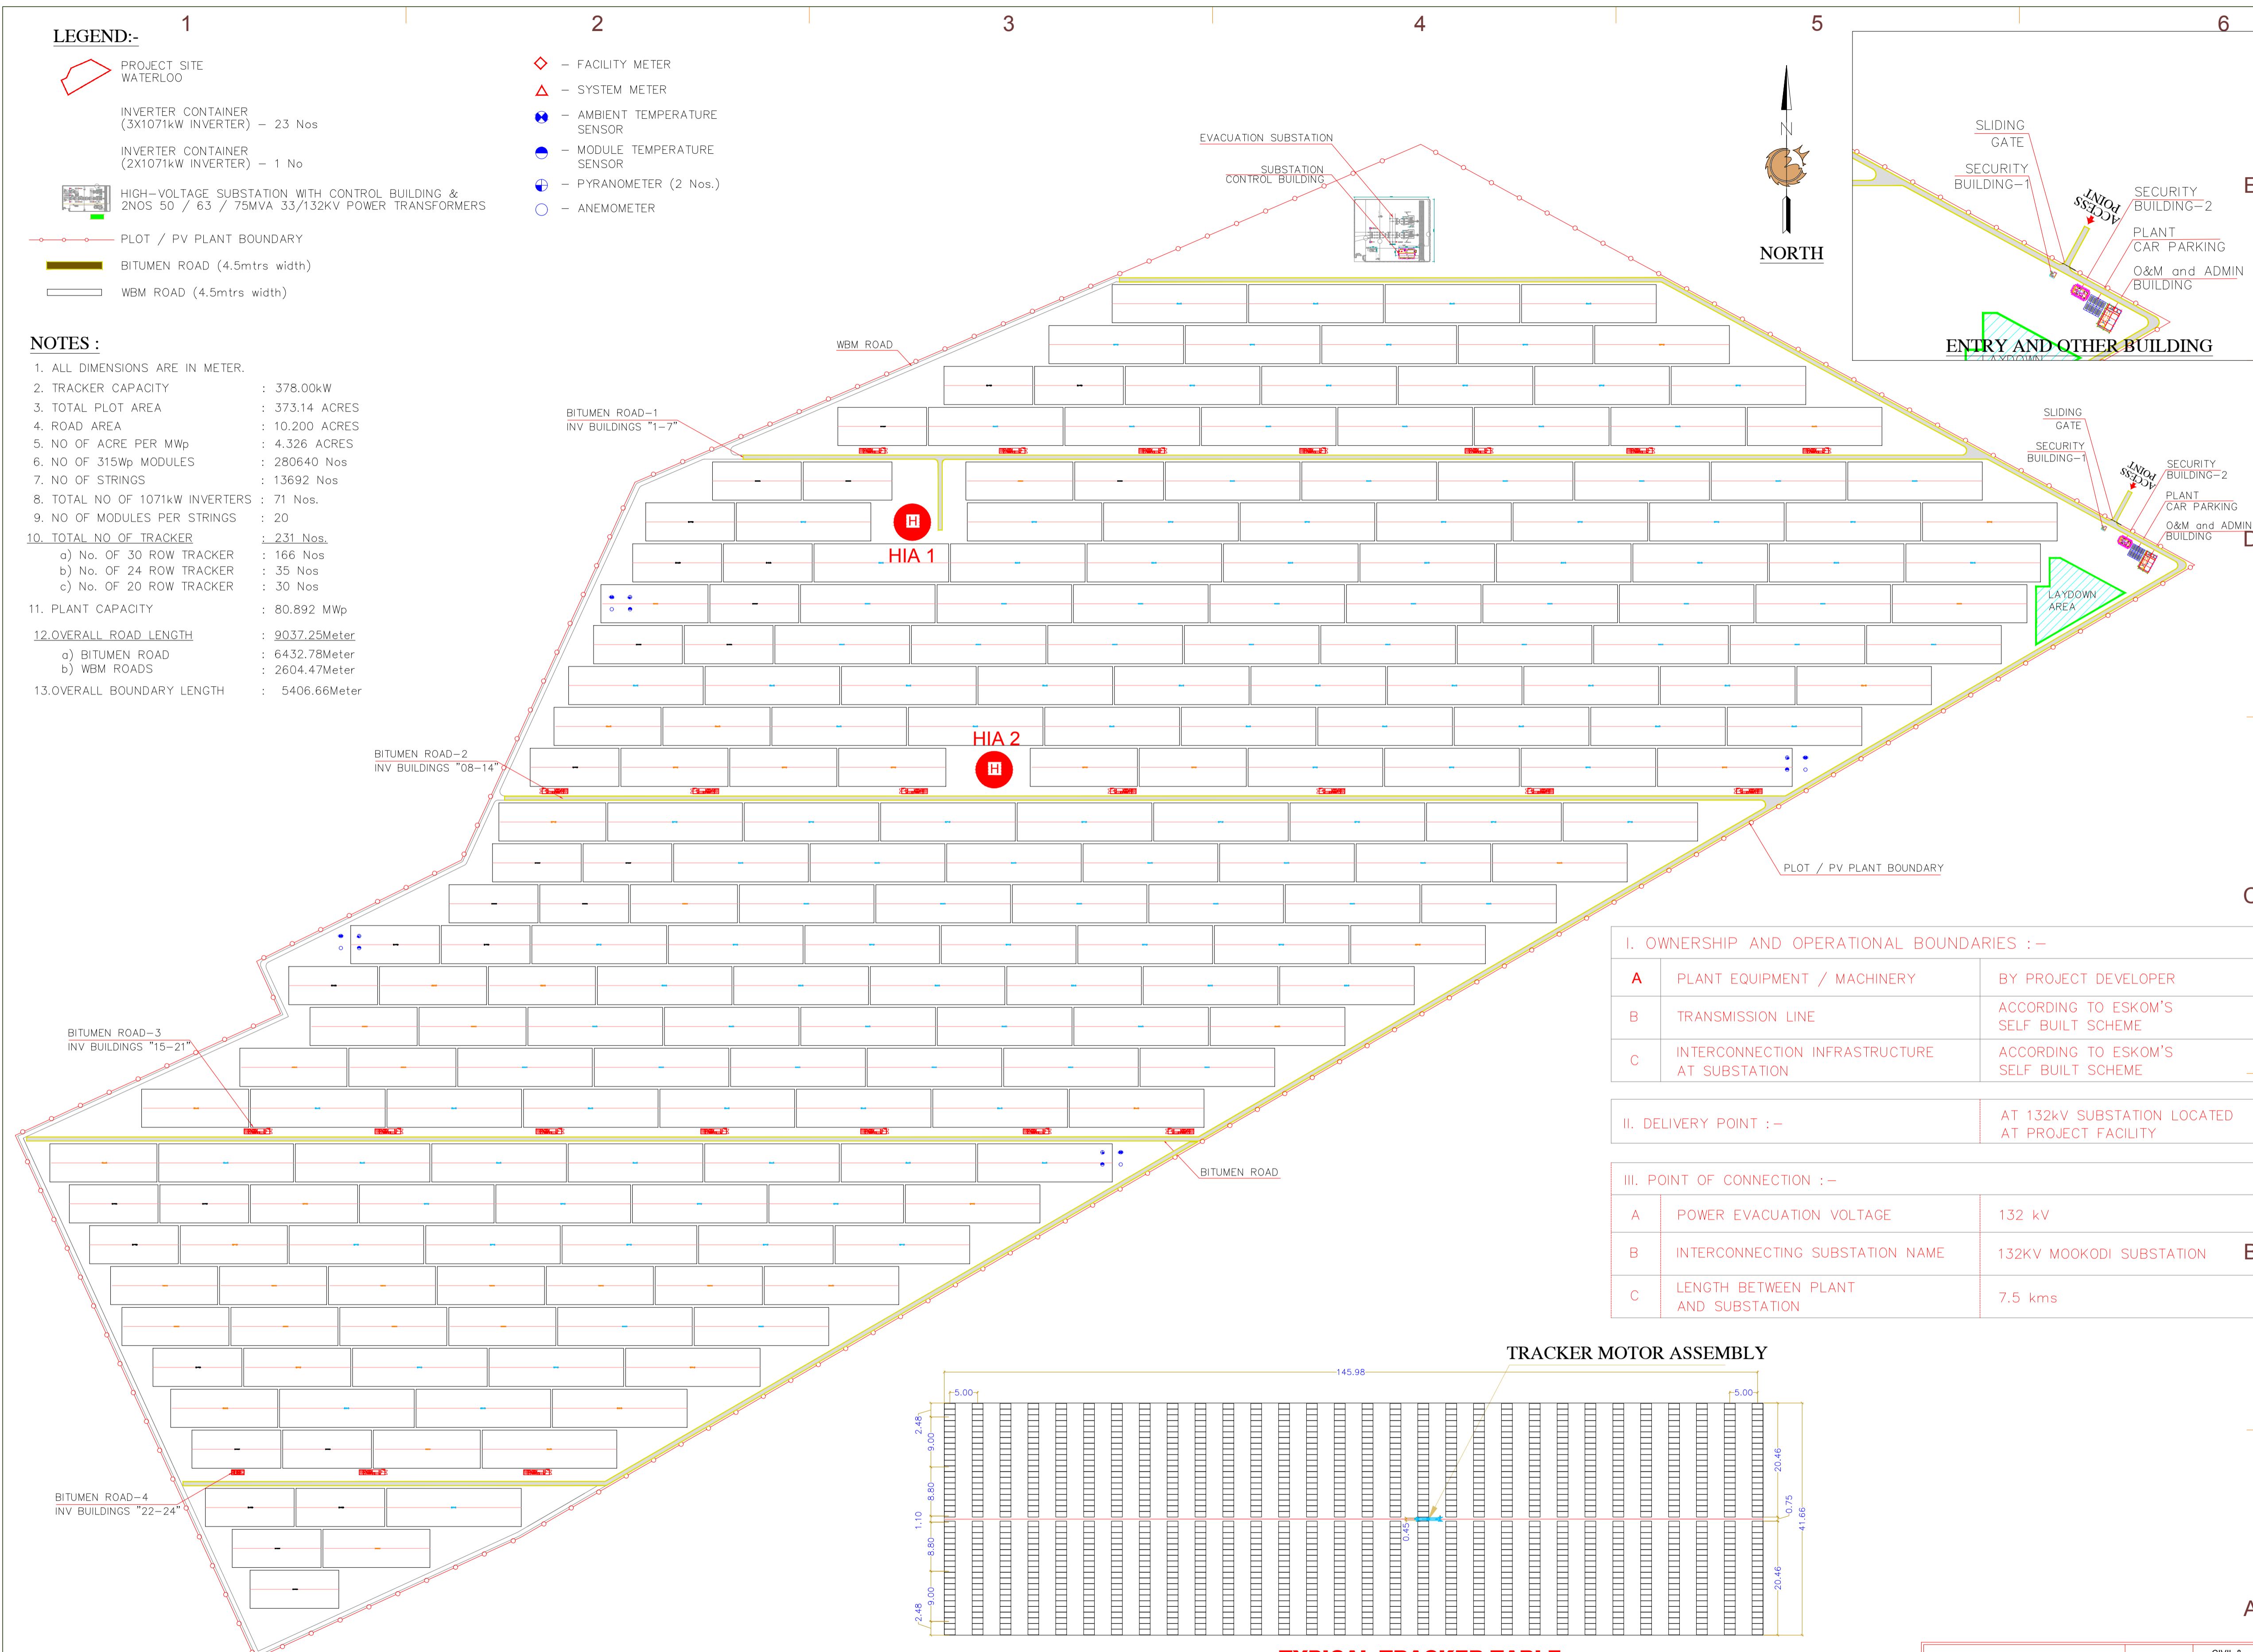 1
2
3
4
5
6
LEGEND:-
PROJECT SITE
WATERLOO
INVERTER CONTAINER
(3X1071kW INVERTER) – 23 Nos
INVERTER CONTAINER
(2X1071kW INVERTER) – 1 No
HIGH–VOLTAGE SUBSTATION WITH CONTROL BUILDING &
2NOS 50 / 63 / 75MVA 33/132KV POWER TRANSFORMERS
PLOT / PV PLANT BOUNDARY
BITUMEN ROAD (4.5mtrs width)
WBM ROAD (4.5mtrs width)
– FACILITY METER
– SYSTEM METER
– AMBIENT TEMPERATURE
SENSOR
– MODULE TEMPERATURE
SENSOR
– PYRANOMETER (2 Nos.)
– ANEMOMETER
NOTES :
1. ALL DIMENSIONS ARE IN METER.
2. TRACKER CAPACITY : 378.00kW
3. TOTAL PLOT AREA : 373.14 ACRES
4. ROAD AREA : 10.200 ACRES
5. NO OF ACRE PER MWp : 4.326 ACRES
6. NO OF 315Wp MODULES : 280640 Nos
7. NO OF STRINGS : 13692 Nos
8. TOTAL NO OF 1071kW INVERTERS : 71 Nos.
9. NO OF MODULES PER STRINGS : 20
10. TOTAL NO OF TRACKER : 231 Nos.
a) No. OF 30 ROW TRACKER : 166 Nos
b) No. OF 24 ROW TRACKER : 35 Nos
c) No. OF 20 ROW TRACKER : 30 Nos
11. PLANT CAPACITY : 80.892 MWp
12.OVERALL ROAD LENGTH : 9037.25Meter
a) BITUMEN ROAD : 6432.78Meter
b) WBM ROADS : 2604.47Meter
13.OVERALL BOUNDARY LENGTH : 5406.66Meter
EVACUATION SUBSTATION
SUBSTATION
CONTROL BUILDING
N
NORTH
SLIDING
GATE
SECURITY
BUILDING–1
ACCESS
POINT
SECURITY
BUILDING–2
PLANT
CAR PARKING
O&M and ADMIN
BUILDING
LAYDOWN
ENTRY AND OTHER BUILDING
WBM ROAD
BITUMEN ROAD–1
INV BUILDINGS "1–7"
SLIDING
GATE
SECURITY
BUILDING–1
ACCESS
POINT
SECURITY
BUILDING–2
PLANT
CAR PARKING
O&M and ADMIN
BUILDING
D
LAYDOWN
AREA
H
HIA 1
HIA 2
H
BITUMEN ROAD–2
INV BUILDINGS "08–14"
PLOT / PV PLANT BOUNDARY
C
BITUMEN ROAD–3
INV BUILDINGS "15–21"
BITUMEN ROAD
BITUMEN ROAD–4
INV BUILDINGS "22–24"
I. OWNERSHIP AND OPERATIONAL BOUNDARIES :–
A PLANT EQUIPMENT / MACHINERY BY PROJECT DEVELOPER
B TRANSMISSION LINE ACCORDING TO ESKOM'S
SELF BUILT SCHEME
C INTERCONNECTION INFRASTRUCTURE
AT SUBSTATION ACCORDING TO ESKOM'S
SELF BUILT SCHEME
II. DELIVERY POINT :– AT 132kV SUBSTATION LOCATED
AT PROJECT FACILITY
III. POINT OF CONNECTION :–
A POWER EVACUATION VOLTAGE 132 kV
B INTERCONNECTING SUBSTATION NAME 132KV MOOKODI SUBSTATION
B
C LENGTH BETWEEN PLANT
AND SUBSTATION 7.5 kms
TRACKER MOTOR ASSEMBLY
145.98
5.00
5.00
2.48
9.00
8.80
1.10
8.80
9.00
2.48
0.45
20.46
0.75
41.66
20.46
A
TYPICAL TRACKER TABLE
CIVIL &